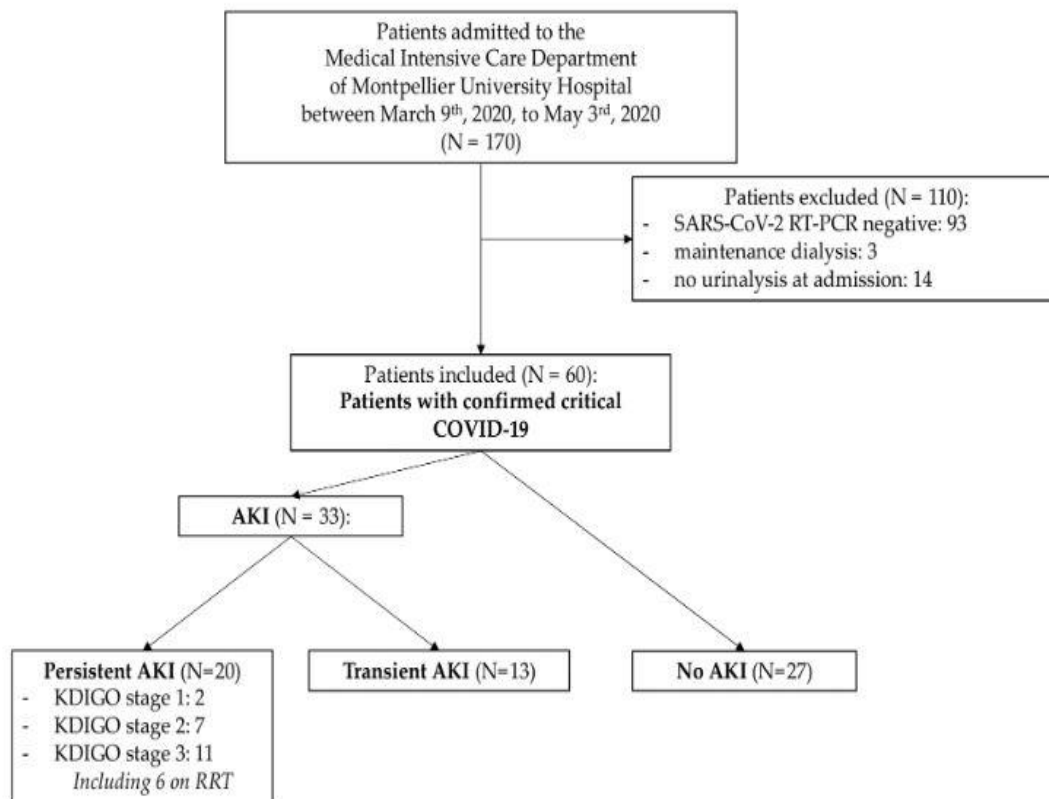 Patients admitted to the
Medical Intensive Care Department
of Montpellier University Hospital
between March 9th, 2020, to May 3rd, 2020
(N = 170)
Patients excluded (N = 110):
- SARS-CoV-2 RT-PCR negative: 93
- maintenance dialysis: 3
- no urinalysis at admission: 14
Patients included (N = 60):
Patients with confirmed critical
COVID-19
AKI (N = 33):
Persistent AKI (N=20)
- KDIGO stage 1: 2
- KDIGO stage 2: 7
- KDIGO stage 3: 11
Including 6 on RRT
Transient AKI (N=13)
No AKI (N=27)